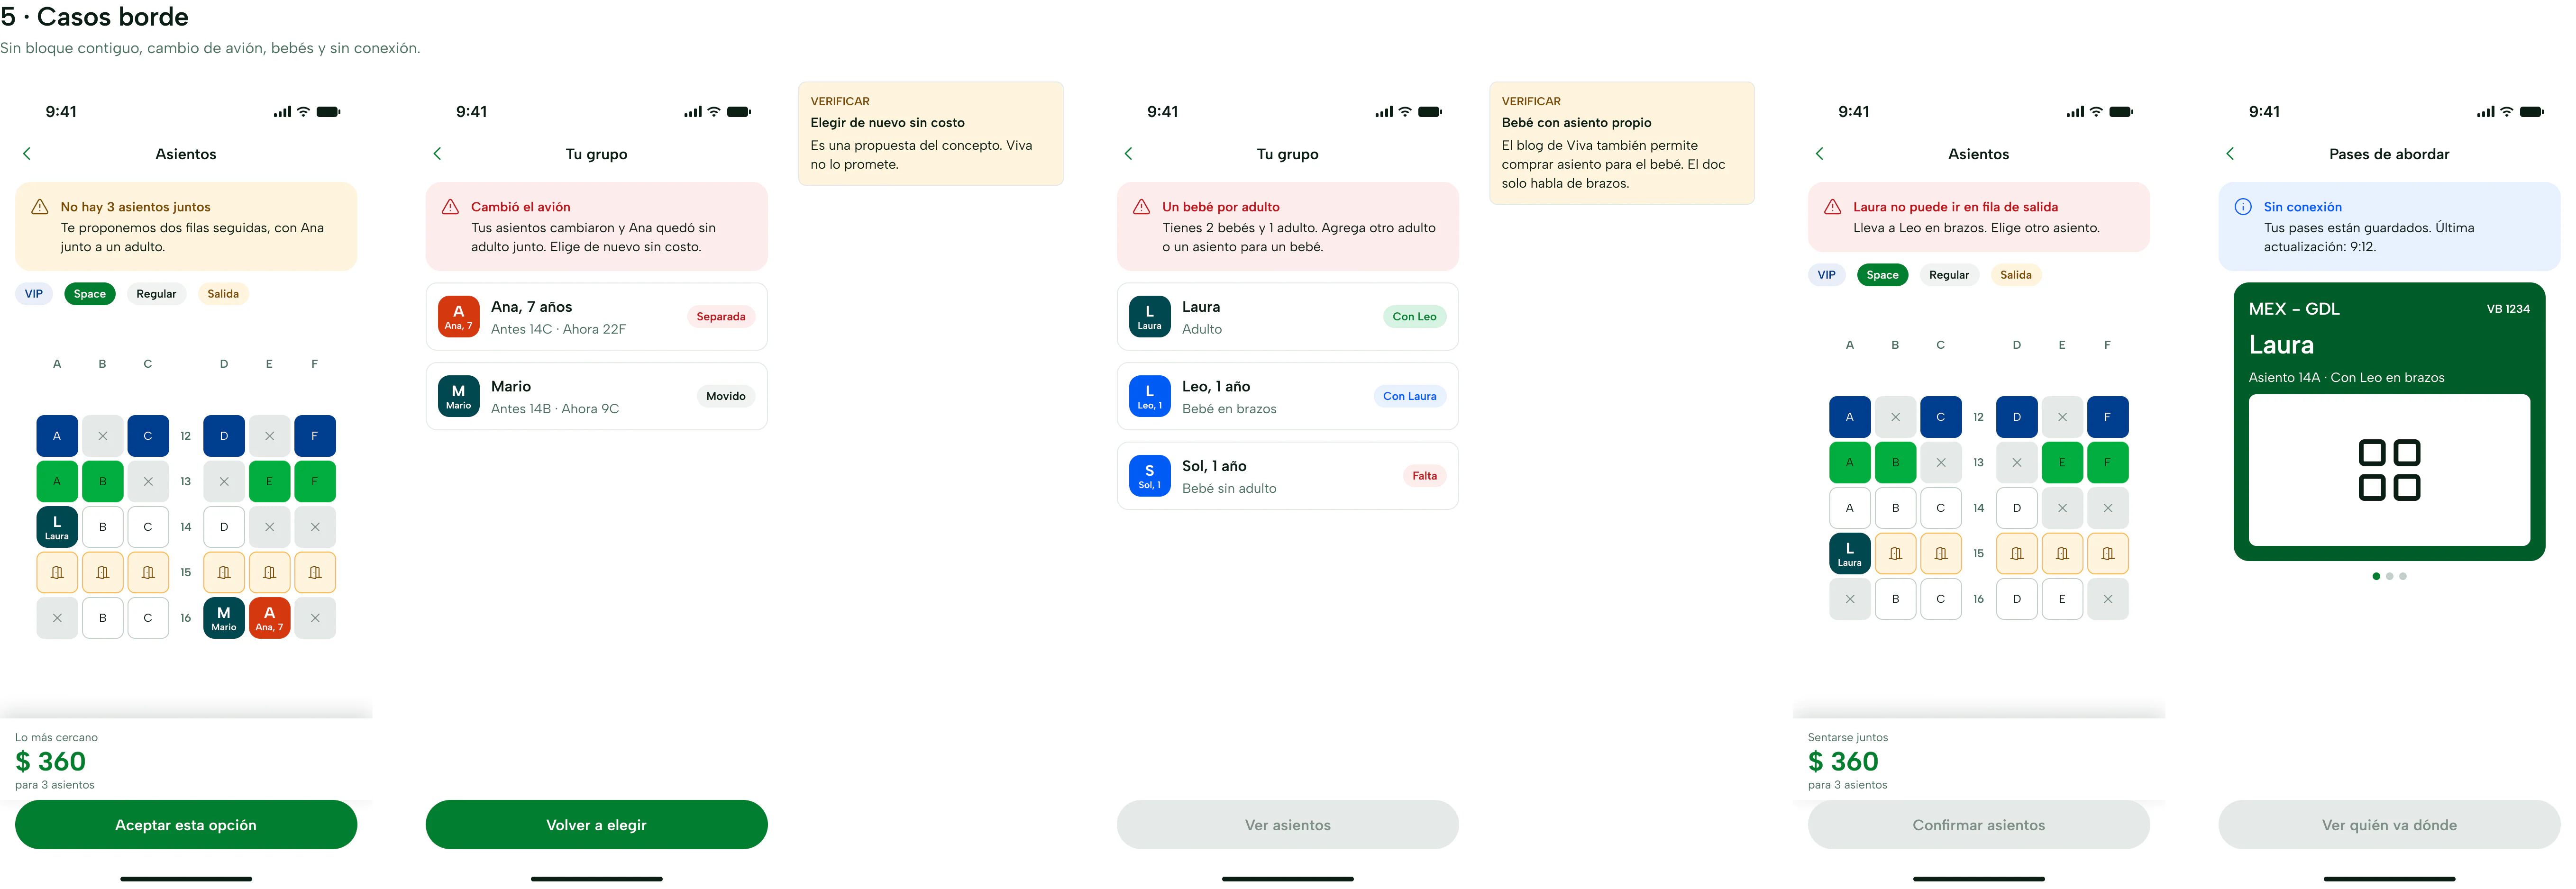 5 · Casos borde
Sin bloque contiguo, cambio de avión, bebés y sin conexión.
9:41
Asientos
No hay 3 asientos juntos
Te proponemos dos filas seguidas, con Ana
junto a un adulto.
VIP Space Regular Salida
A B C D E F
A C 12 D F
A B 13 E F
L
Laura
B C 14 D
15
B C 16
M
Mario
A
Ana, 7
Lo más cercano
$ 360
para 3 asientos
Aceptar esta opción
9:41
Tu grupo
Cambió el avión
Tus asientos cambiaron y Ana quedó sin
adulto junto. Elige de nuevo sin costo.
A
Ana, 7
Ana, 7 años
Antes 14C · Ahora 22F
Separada
M
Mario
Mario
Antes 14B · Ahora 9C
Movido
Volver a elegir
VERIFICAR
Elegir de nuevo sin costo
Es una propuesta del concepto. Viva
no lo promete.
9:41
Tu grupo
Un bebé por adulto
Tienes 2 bebés y 1 adulto. Agrega otro adulto
o un asiento para un bebé.
L
Laura
Laura
Adulto
Con Leo
L
Leo, 1
Leo, 1 año
Bebé en brazos
Con Laura
S
Sol, 1
Sol, 1 año
Bebé sin adulto
Falta
Ver asientos
VERIFICAR
Bebé con asiento propio
El blog de Viva también permite
comprar asiento para el bebé. El doc
solo habla de brazos.
9:41
Asientos
Laura no puede ir en fila de salida
Lleva a Leo en brazos. Elige otro asiento.
VIP Space Regular Salida
A B C D E F
A C 12 D F
A B 13 E F
A B C 14 D
L
Laura
15
B C 16 D E
Sentarse juntos
$ 360
para 3 asientos
Confirmar asientos
9:41
Pases de abordar
Sin conexión
Tus pases están guardados. Última
actualización: 9:12.
MEX – GDL VB 1234
Laura
Asiento 14A · Con Leo en brazos
Ver quién va dónde